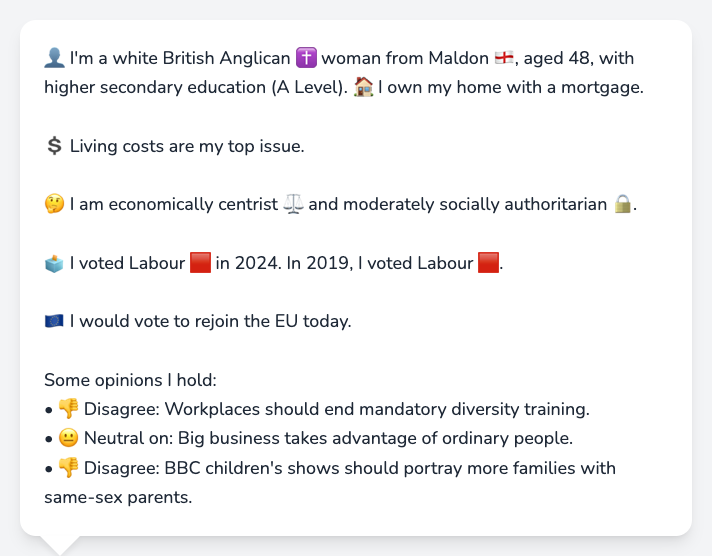 👤 I'm a white British Anglican ✝️ woman from Maldon 🏴󠁧󠁢󠁥󠁮󠁧󠁿, aged 48, with
higher secondary education (A Level). 🏠 I own my home with a mortgage.
💲 Living costs are my top issue.
🤔 I am economically centrist ⚖️ and moderately socially authoritarian 🔒.
🗳️ I voted Labour 🟥 in 2024. In 2019, I voted Labour 🟥.
🇪🇺 I would vote to rejoin the EU today.
Some opinions I hold:
• 👎 Disagree: Workplaces should end mandatory diversity training.
• 😐 Neutral on: Big business takes advantage of ordinary people.
• 👎 Disagree: BBC children's shows should portray more families with
same-sex parents.